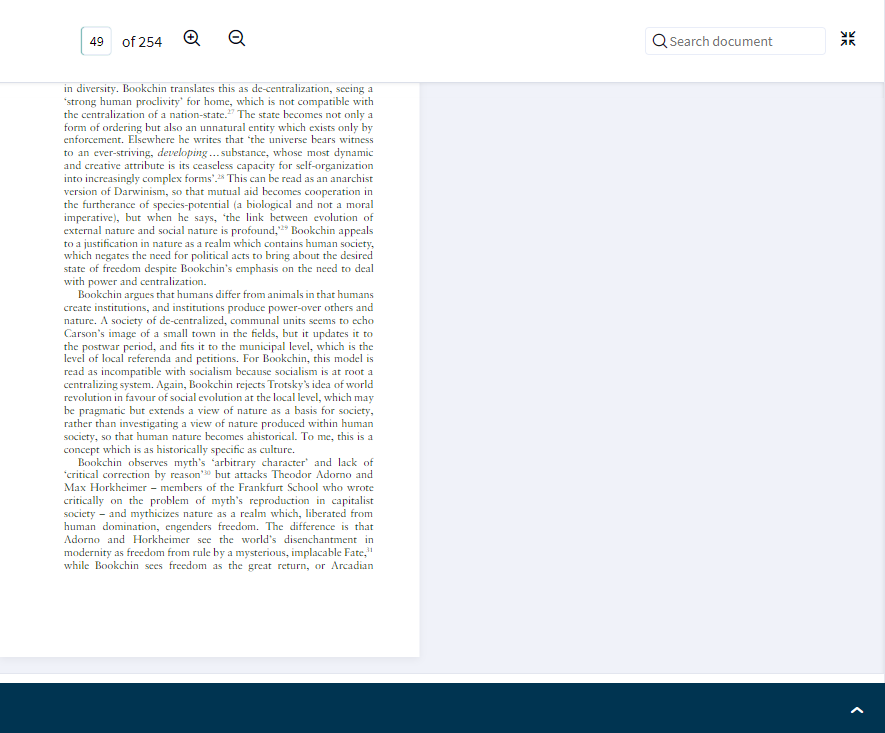 49 of 254 Search document
in diversity. Bookchin translates this as de-centralization, seeing a
‘strong human proclivity’ for home, which is not compatible with
the centralization of a nation-state.27 The state becomes not only a
form of ordering but also an unnatural entity which exists only by
enforcement. Elsewhere he writes that ‘the universe bears witness
to an ever-striving, developing … substance, whose most dynamic
and creative attribute is its ceaseless capacity for self-organization
into increasingly complex forms’.28 This can be read as an anarchist
version of Darwinism, so that mutual aid becomes cooperation in
the furtherance of species-potential (a biological and not a moral
imperative), but when he says, ‘the link between evolution of
external nature and social nature is profound,’29 Bookchin appeals
to a justification in nature as a realm which contains human society,
which negates the need for political acts to bring about the desired
state of freedom despite Bookchin’s emphasis on the need to deal
with power and centralization.
Bookchin argues that humans differ from animals in that humans
create institutions, and institutions produce power-over others and
nature. A society of de-centralized, communal units seems to echo
Carson’s image of a small town in the fields, but it updates it to
the postwar period, and fits it to the municipal level, which is the
level of local referenda and petitions. For Bookchin, this model is
read as incompatible with socialism because socialism is at root a
centralizing system. Again, Bookchin rejects Trotsky’s idea of world
revolution in favour of social evolution at the local level, which may
be pragmatic but extends a view of nature as a basis for society,
rather than investigating a view of nature produced within human
society, so that human nature becomes ahistorical. To me, this is a
concept which is as historically specific as culture.
Bookchin observes myth’s ‘arbitrary character’ and lack of
‘critical correction by reason’30 but attacks Theodor Adorno and
Max Horkheimer – members of the Frankfurt School who wrote
critically on the problem of myth’s reproduction in capitalist
society – and mythicizes nature as a realm which, liberated from
human domination, engenders freedom. The difference is that
Adorno and Horkheimer see the world’s disenchantment in
modernity as freedom from rule by a mysterious, implacable Fate,31
while Bookchin sees freedom as the great return, or Arcadian